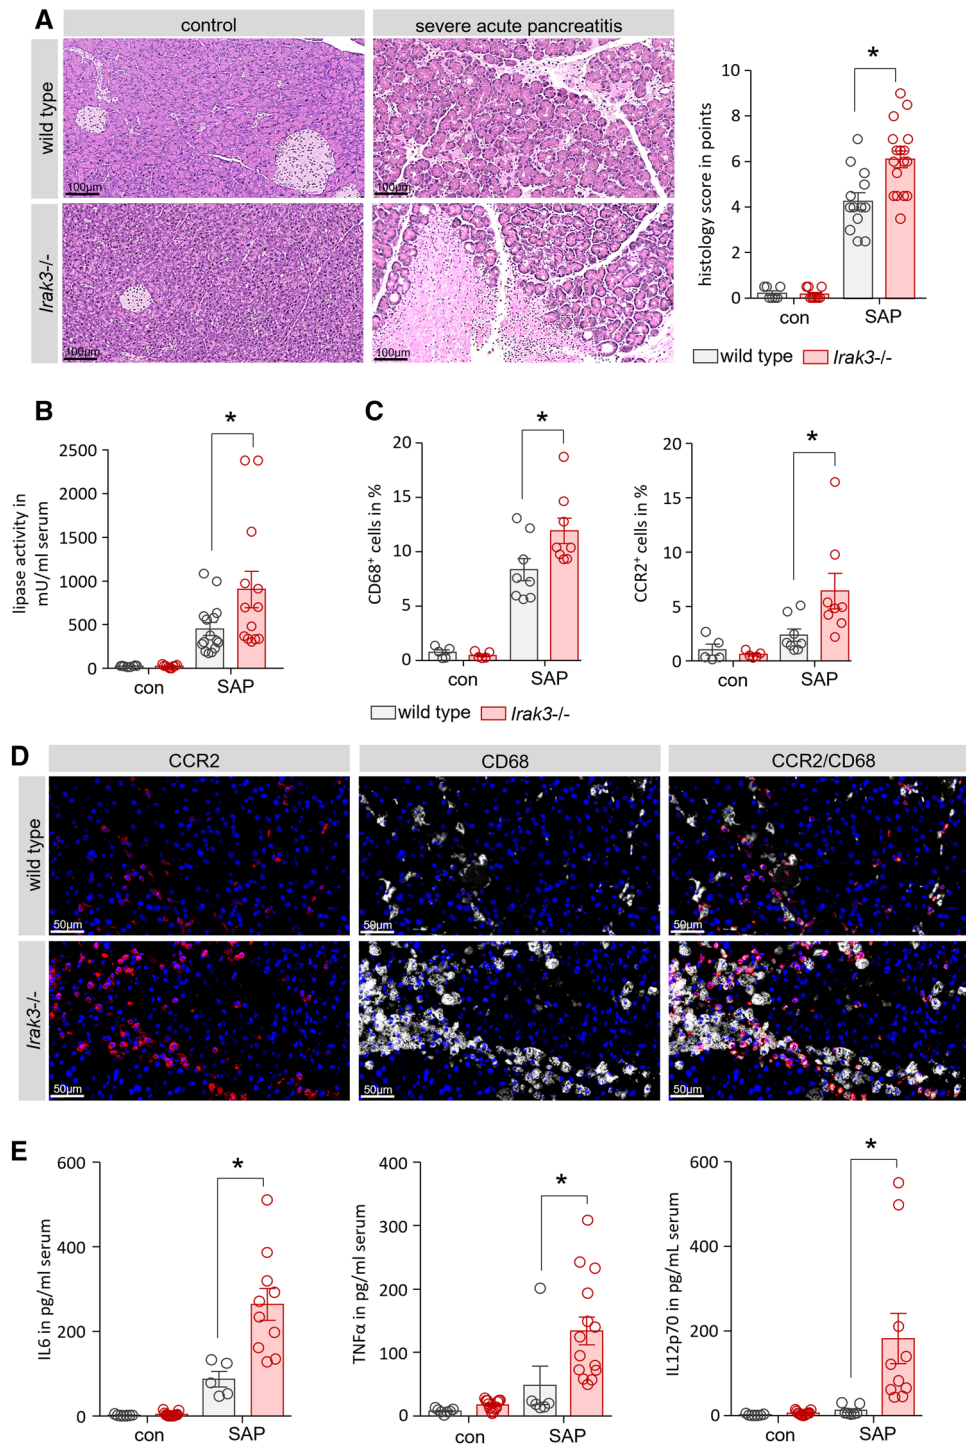 A
control
severe acute pancreatitis
wild type
100µm
100µm
Irak3-/-
100µm
100µm
histology score in points
10
8
6
4
2
0
*
con
SAP
wild type
Irak3-/-
B
lipase activity in
mU/ml serum
2500
2000
1500
1000
500
0
*
con
SAP
C
CD68+ cells in %
20
15
10
5
0
*
con
SAP
CCR2+ cells in %
20
15
10
5
0
*
con
SAP
wild type
Irak3-/-
D
CCR2
CD68
CCR2/CD68
wild type
50µm
50µm
50µm
Irak3-/-
50µm
50µm
50µm
E
IL6 in pg/ml serum
600
400
200
0
*
con
SAP
TNFα in pg/ml serum
400
300
200
100
0
*
con
SAP
IL12p70 in pg/mL serum
600
400
200
0
*
con
SAP